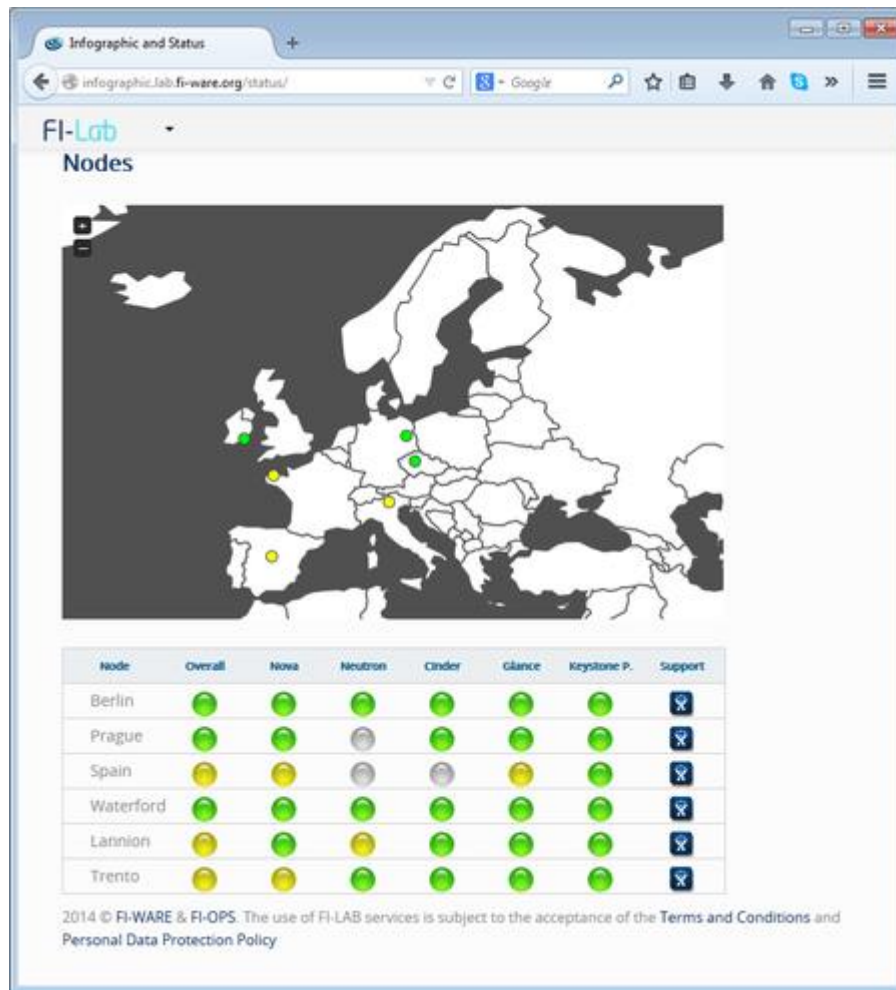 Infographic and Status
infographic.lab.fi-ware.org/status/
Google
FI-Lab
Nodes
+
−
Node Overall Nova Neutron Cinder Glance Keystone P. Support
Berlin
Prague
Spain
Waterford
Lannion
Trento
2014 © FI-WARE & FI-OPS. The use of FI-LAB services is subject to the acceptance of the Terms and Conditions and
Personal Data Protection Policy